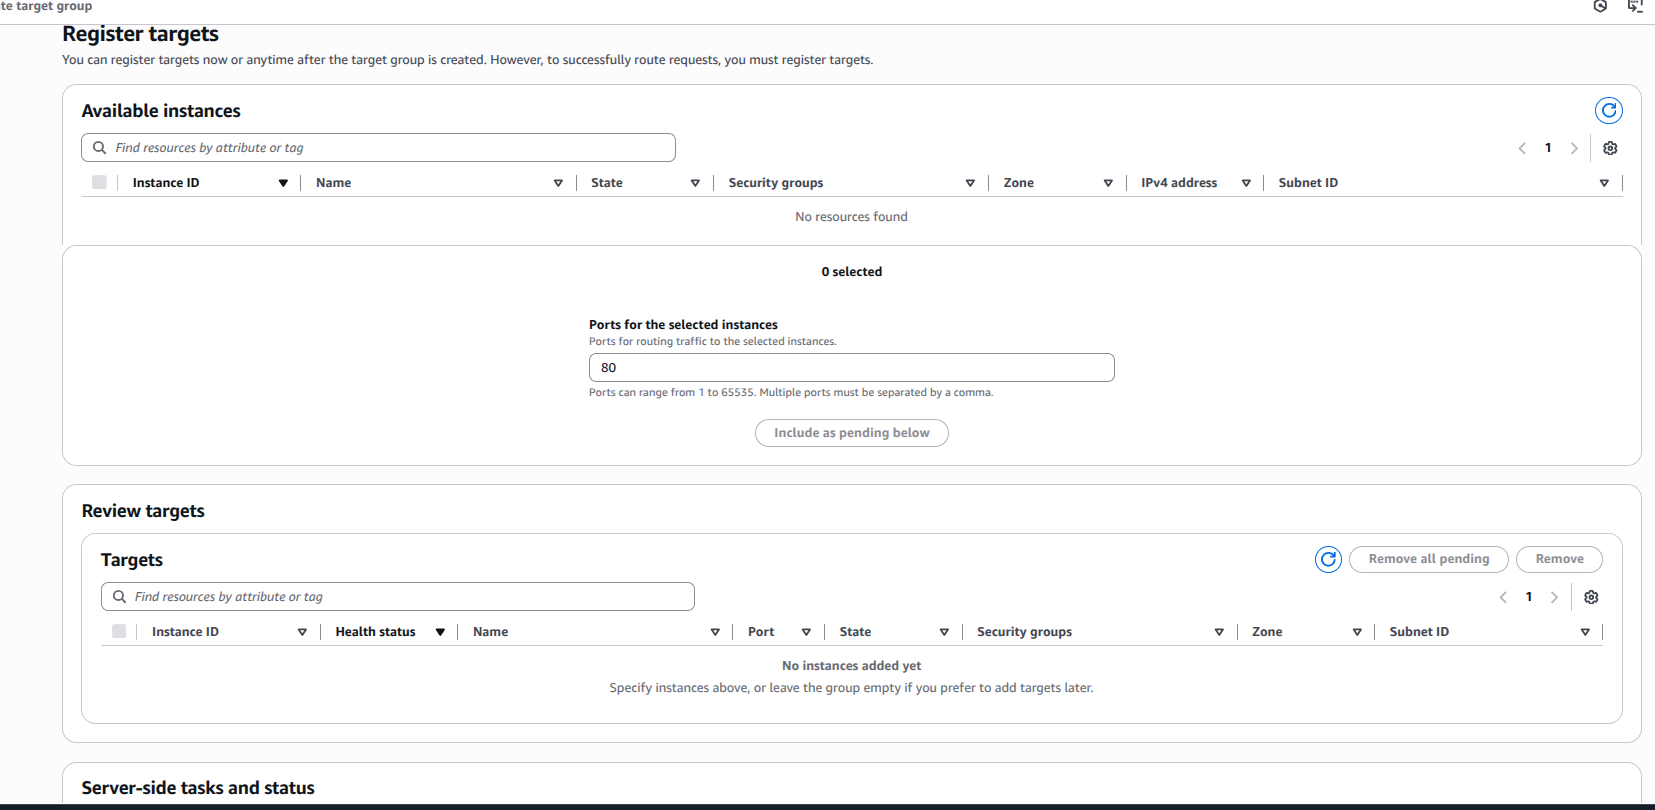 te target group
Register targets
You can register targets now or anytime after the target group is created. However, to successfully route requests, you must register targets.
Available instances
Find resources by attribute or tag
1
Instance ID Name State Security groups Zone IPv4 address Subnet ID
No resources found
0 selected
Ports for the selected instances
Ports for routing traffic to the selected instances.
80
Ports can range from 1 to 65535. Multiple ports must be separated by a comma.
Include as pending below
Review targets
Targets
Remove all pending Remove
Find resources by attribute or tag
1
Instance ID Health status Name Port State Security groups Zone Subnet ID
No instances added yet
Specify instances above, or leave the group empty if you prefer to add targets later.
Server-side tasks and status